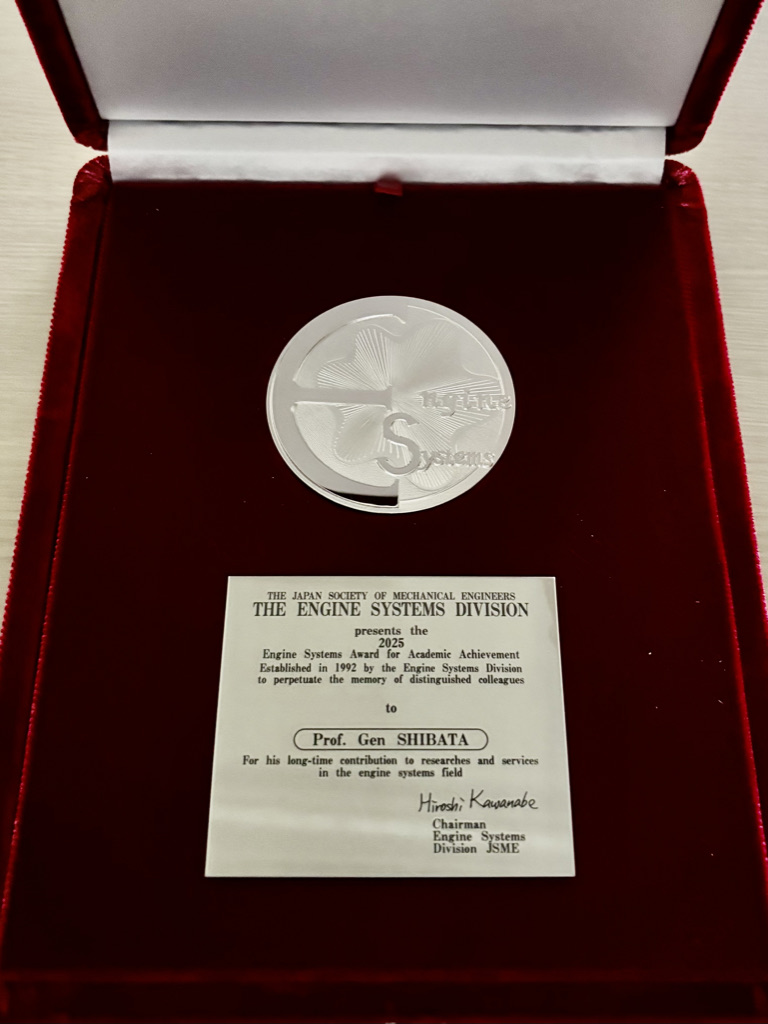 Engine
Systems
THE JAPAN SOCIETY OF MECHANICAL ENGINEERS
THE ENGINE SYSTEMS DIVISION
presents the
2025
Engine Systems Award for Academic Achievement
Established in 1992 by the Engine Systems Division
to perpetuate the memory of distinguished colleagues
to
Prof. Gen SHIBATA
For his long-time contribution to researches and services
in the engine systems field
Hiroshi Kawanabe
Chairman
Engine Systems
Division JSME